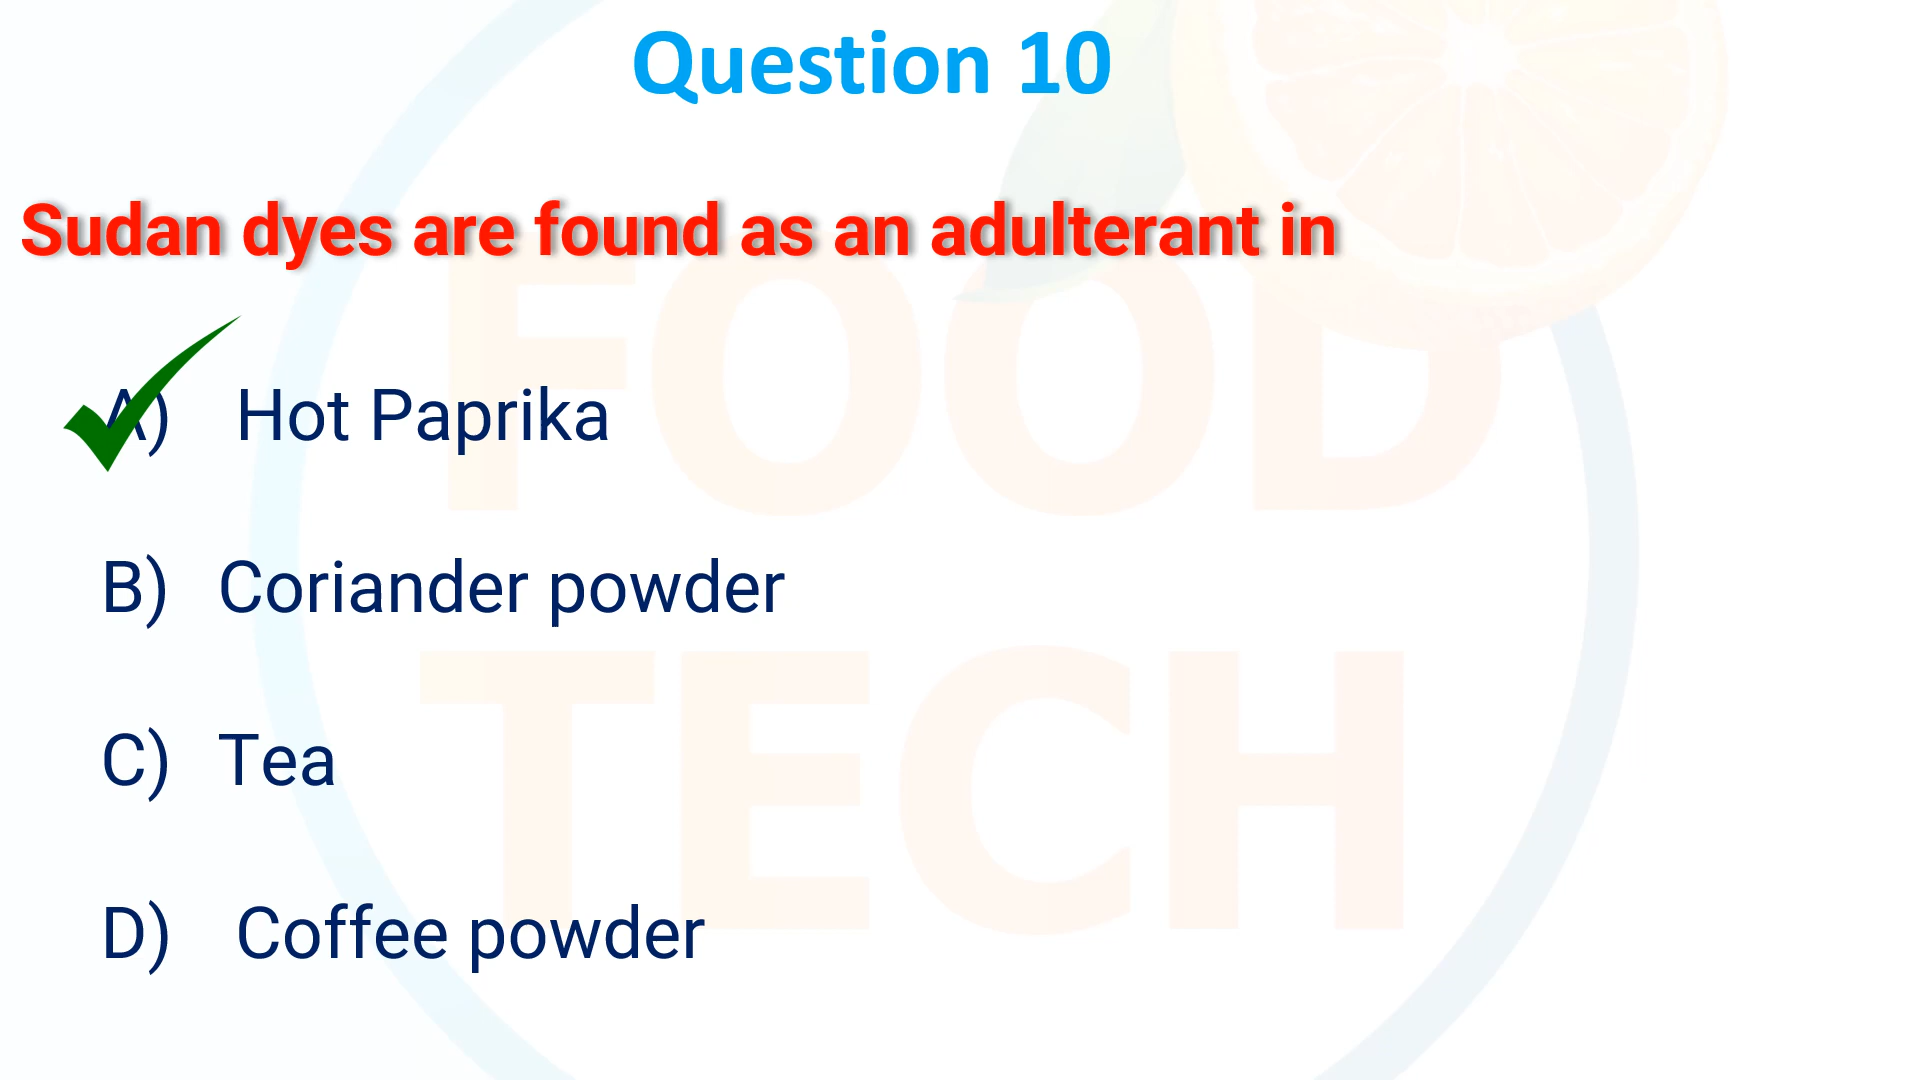 Question 10
Sudan dyes are found as an adulterant in
A) Hot Paprika
B) Coriander powder
C) Tea
D) Coffee powder
FOOD
TECH